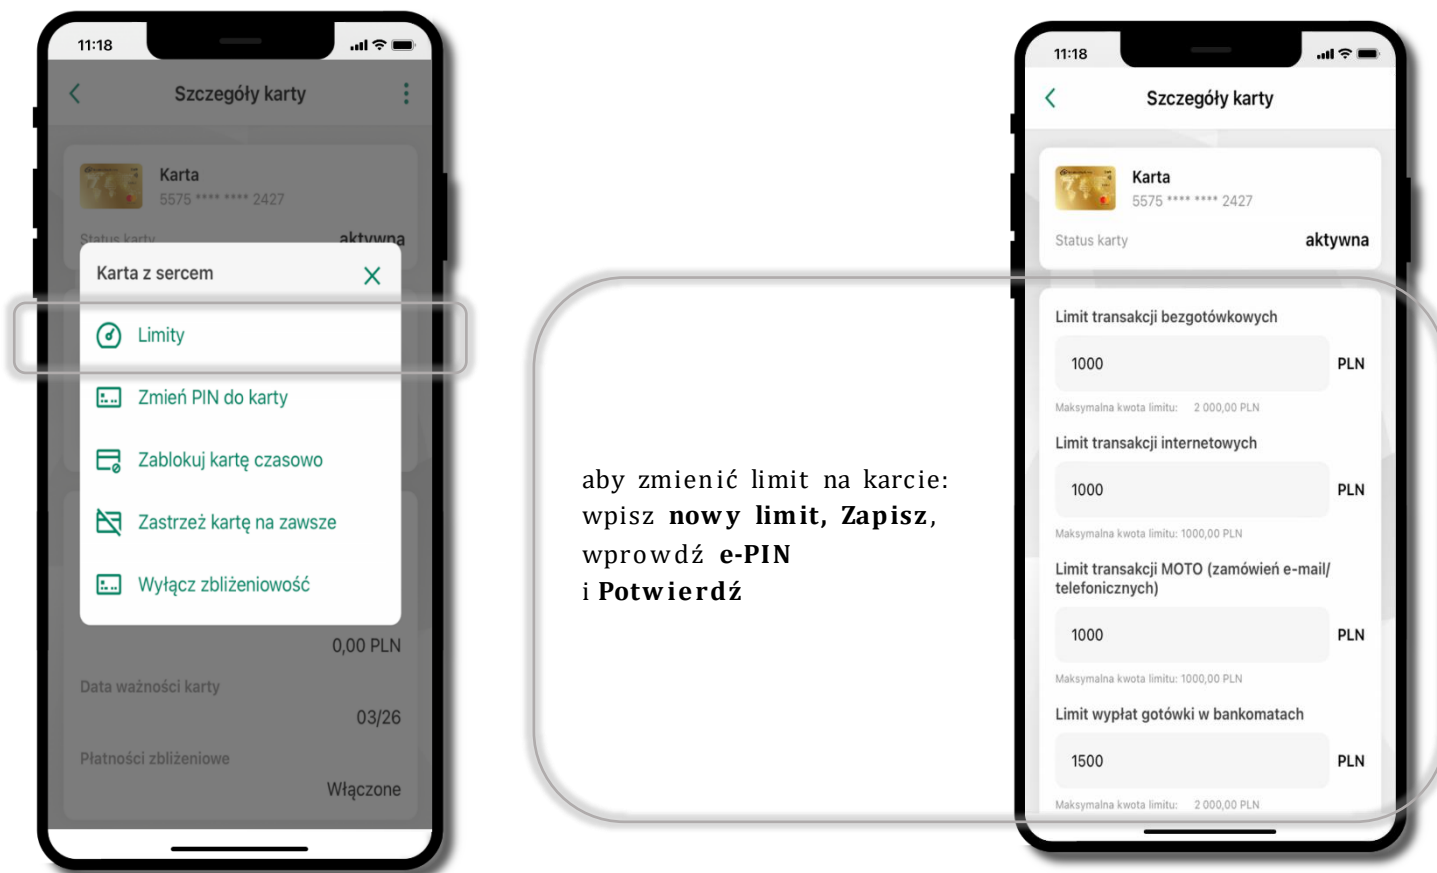 11:18
Szczegóły karty
Karta
5575 **** **** 2427
Status karty aktywna
Karta z sercem
Limity
Zmień PIN do karty
Zablokuj kartę czasowo
Zastrzeż kartę na zawsze
Wyłącz zbliżeniowość
0,00 PLN
Data ważności karty
03/26
Płatności zbliżeniowe
Włączone
aby zmienić limit na karcie:
wpisz nowy limit, Zapisz,
wprowdź e-PIN
i Potwierdź
11:18
Szczegóły karty
Karta
5575 **** **** 2427
Status karty aktywna
Limit transakcji bezgotówkowych
1000 PLN
Maksymalna kwota limitu: 2 000,00 PLN
Limit transakcji internetowych
1000 PLN
Maksymalna kwota limitu: 1000,00 PLN
Limit transakcji MOTO (zamówień e-mail/
telefonicznych)
1000 PLN
Maksymalna kwota limitu: 1000,00 PLN
Limit wypłat gotówki w bankomatach
1500 PLN
Maksymalna kwota limitu: 2 000,00 PLN